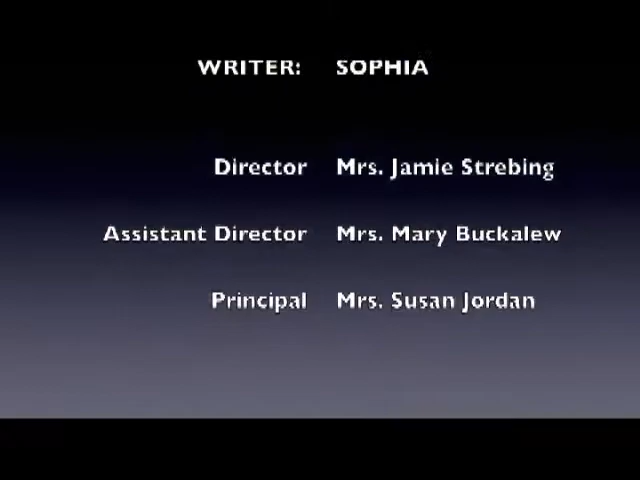 WRITER: SOPHIA
Director Mrs. Jamie Strebing
Assistant Director Mrs. Mary Buckalew
Principal Mrs. Susan Jordan